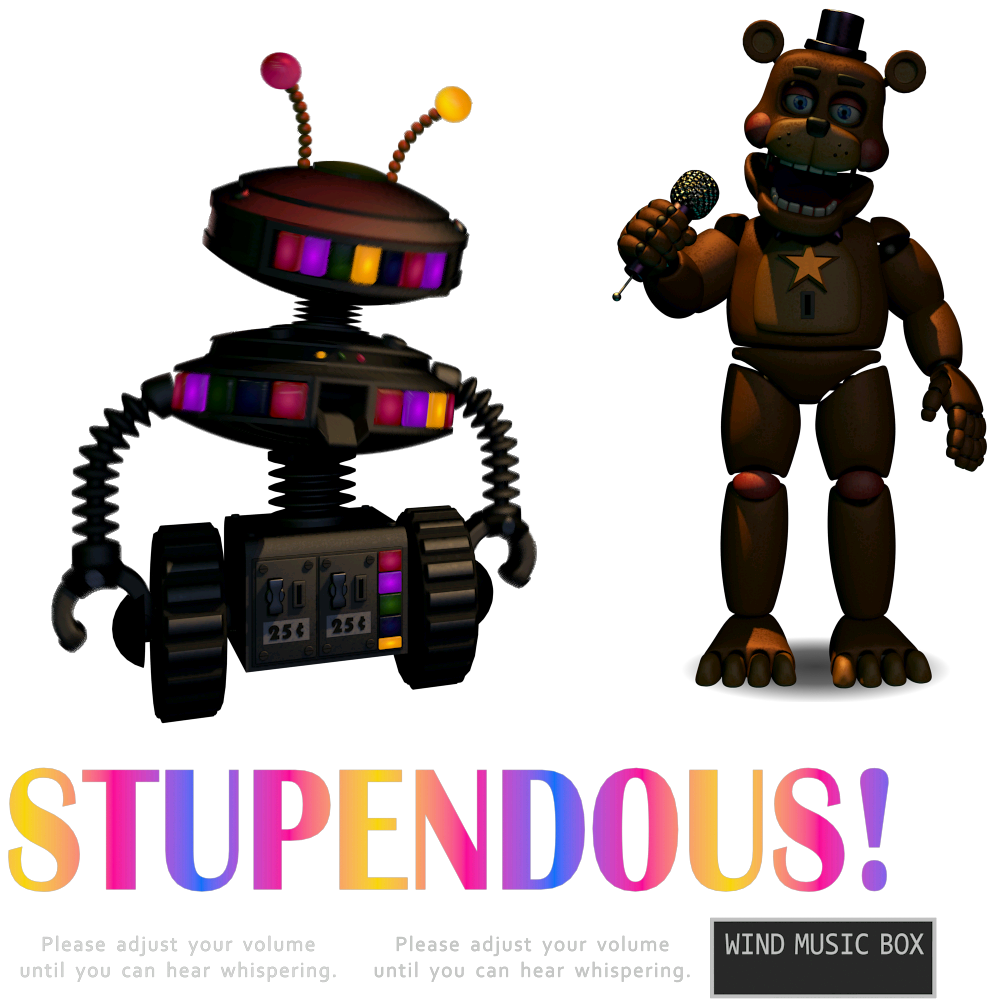 25¢ 25¢
STUPENDOUS!
Please adjust your volume
until you can hear whispering.
Please adjust your volume
until you can hear whispering.
WIND MUSIC BOX